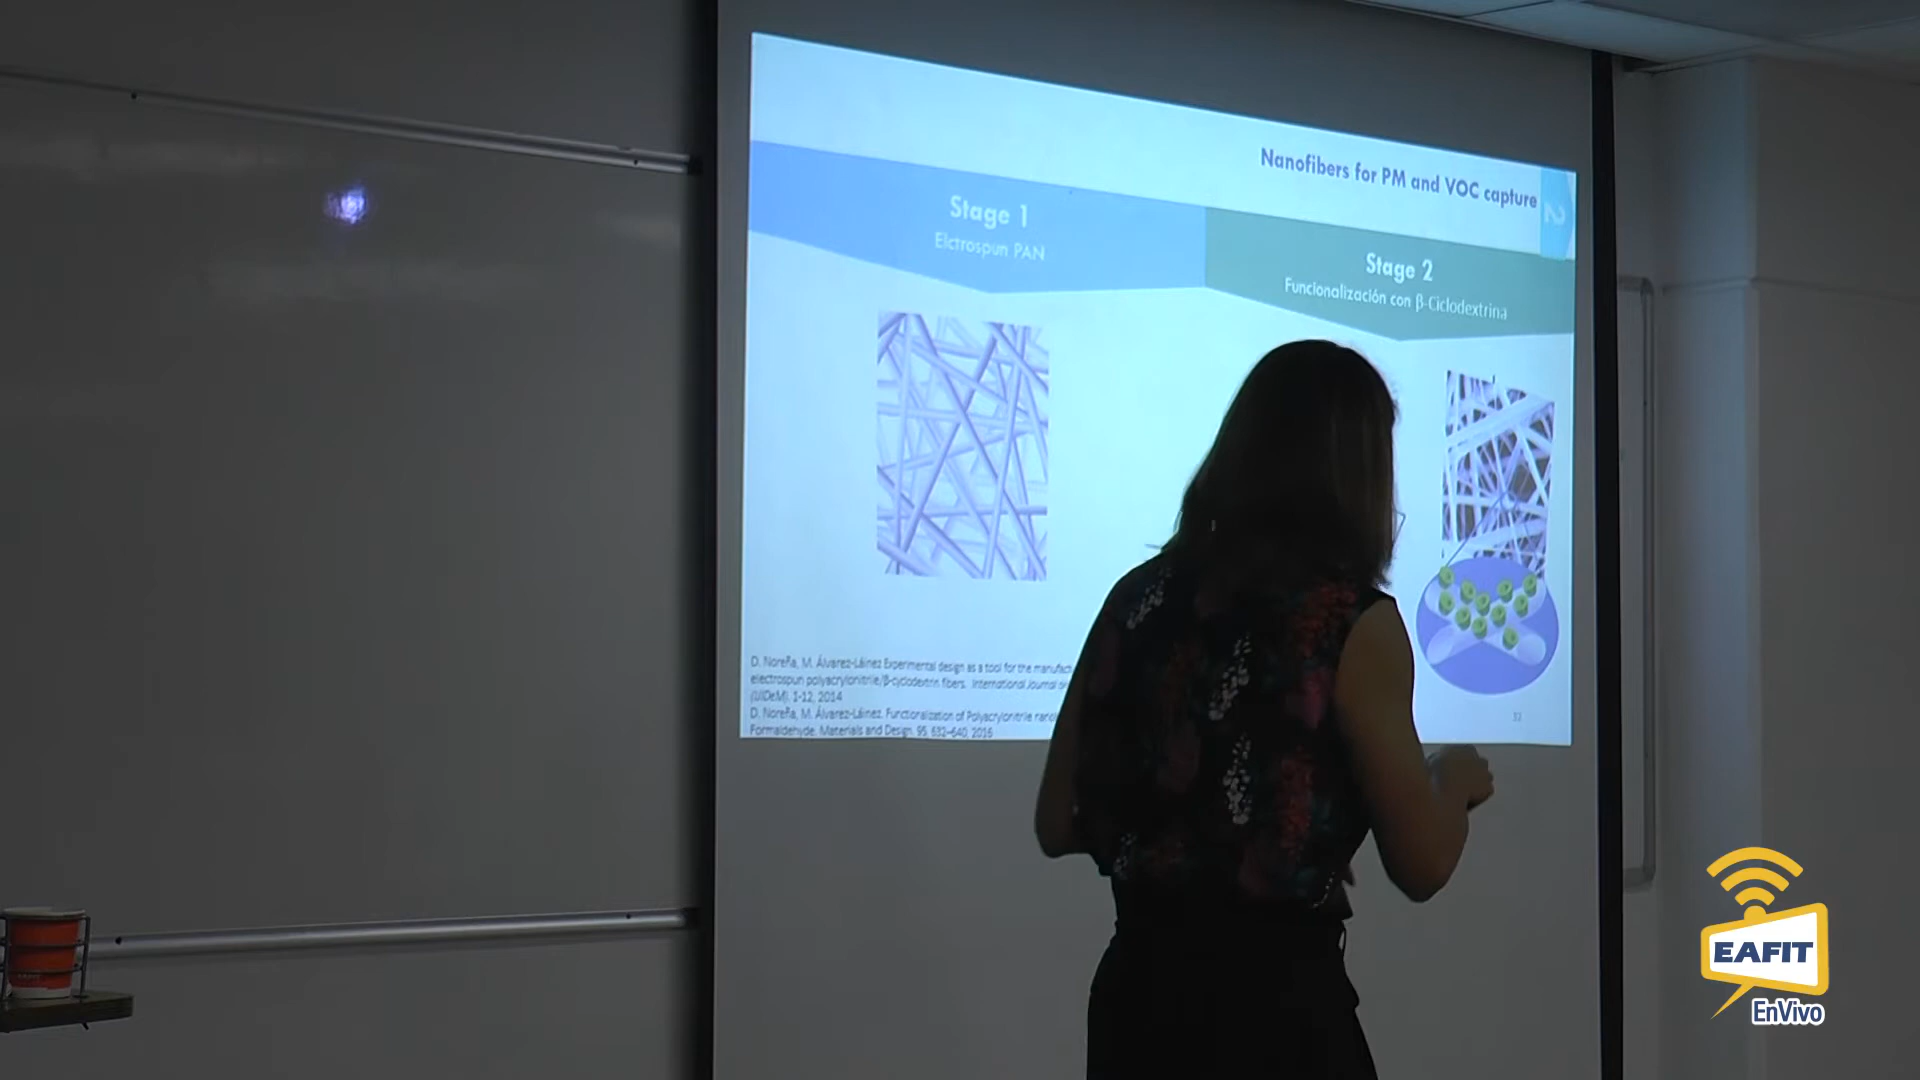 Nanofibers for PM and VOC capture
2
Stage 1
Elctrospun PAN
Stage 2
Funcionalización con β-Ciclodextrina
D. Noreña, M. Álvarez-Láinez Experimental design as a tool for the manufact
electrospun polyacrylonitrile/β-cyclodextrin fibers. International Journal
(IJIDeM). 1-12, 2014
D. Noreña, M. Álvarez-Láinez. Functionalization of Polyacrylonitrile
Formaldehyde. Materials and Design. 95, 632–640, 2016
EAFIT
EnVivo